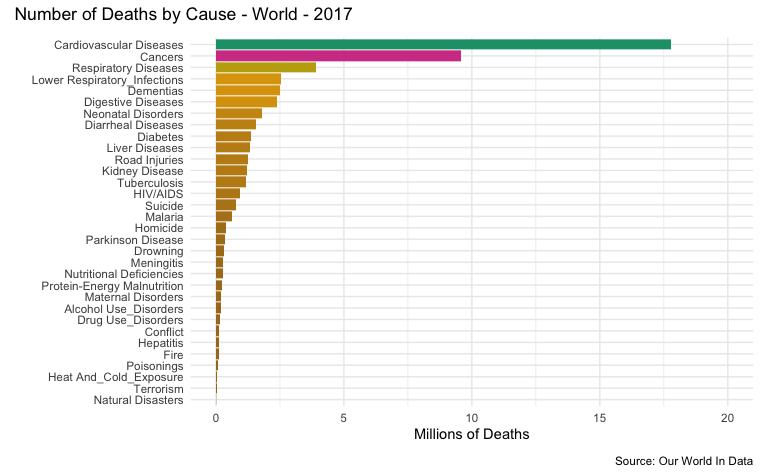 Number of Deaths by Cause - World - 2017
Cardiovascular Diseases
Cancers
Respiratory Diseases
Lower Respiratory_Infections
Dementias
Digestive Diseases
Neonatal Disorders
Diarrheal Diseases
Diabetes
Liver Diseases
Road Injuries
Kidney Disease
Tuberculosis
HIV/AIDS
Suicide
Malaria
Homicide
Parkinson Disease
Drowning
Meningitis
Nutritional Deficiencies
Protein-Energy Malnutrition
Maternal Disorders
Alcohol Use_Disorders
Drug Use_Disorders
Conflict
Hepatitis
Fire
Poisonings
Heat And_Cold_Exposure
Terrorism
Natural Disasters
0 5 10 15 20
Millions of Deaths
Source: Our World In Data